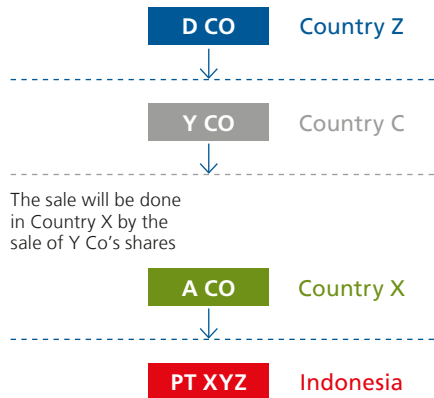 D CO Country Z
Y CO Country C
The sale will be done
in Country X by the
sale of Y Co's shares
A CO Country X
PT XYZ Indonesia